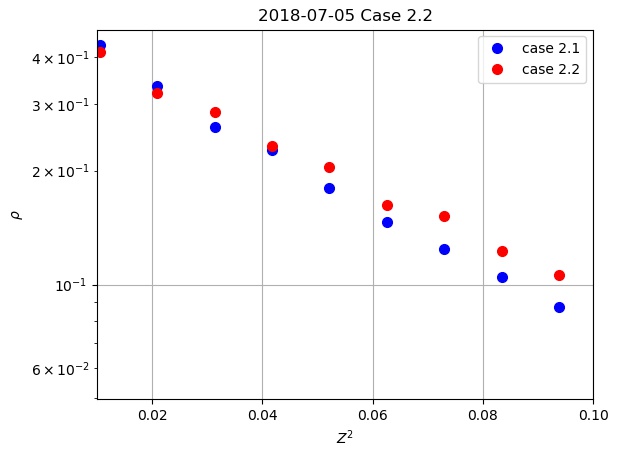 2018-07-05 Case 2.2
case 2.1
case 2.2
4 × 10⁻¹
3 × 10⁻¹
2 × 10⁻¹
10⁻¹
6 × 10⁻²
ρ
0.02 0.04 0.06 0.08 0.10
Z²